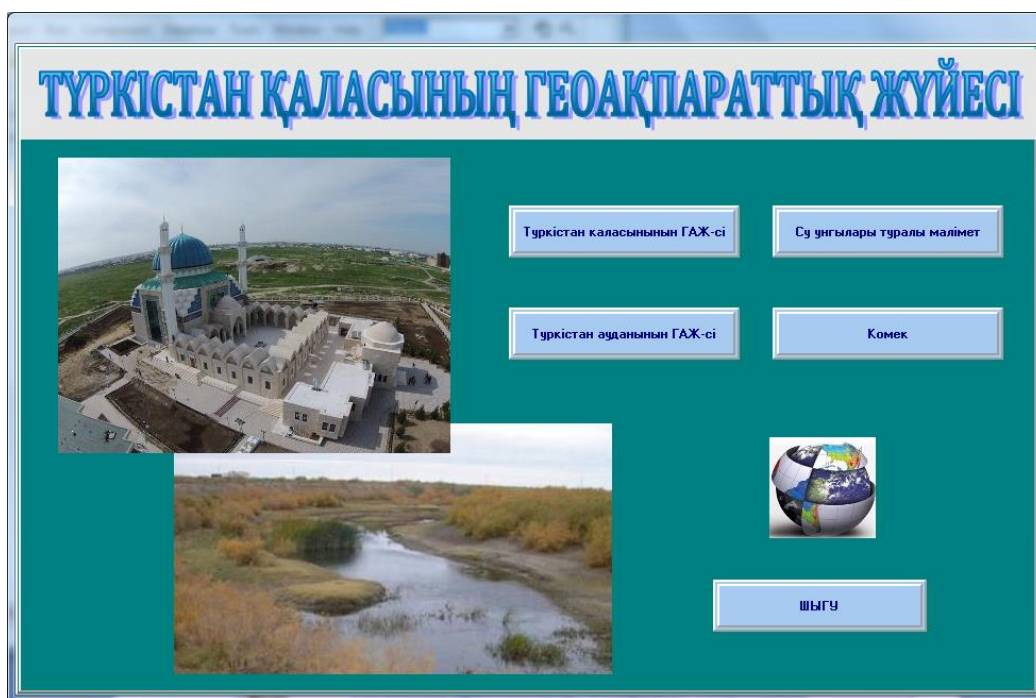 ТҮРКІСТАН ҚАЛАСЫНЫҢ ГЕОАҚПАРАТТЫҚ ЖҮЙЕСІ
Туркістан каласынынын ГАЖ-сі
Су унгылары туралы малімет
Туркістан ауданынын ГАЖ-сі
Комек
ШЫГУ